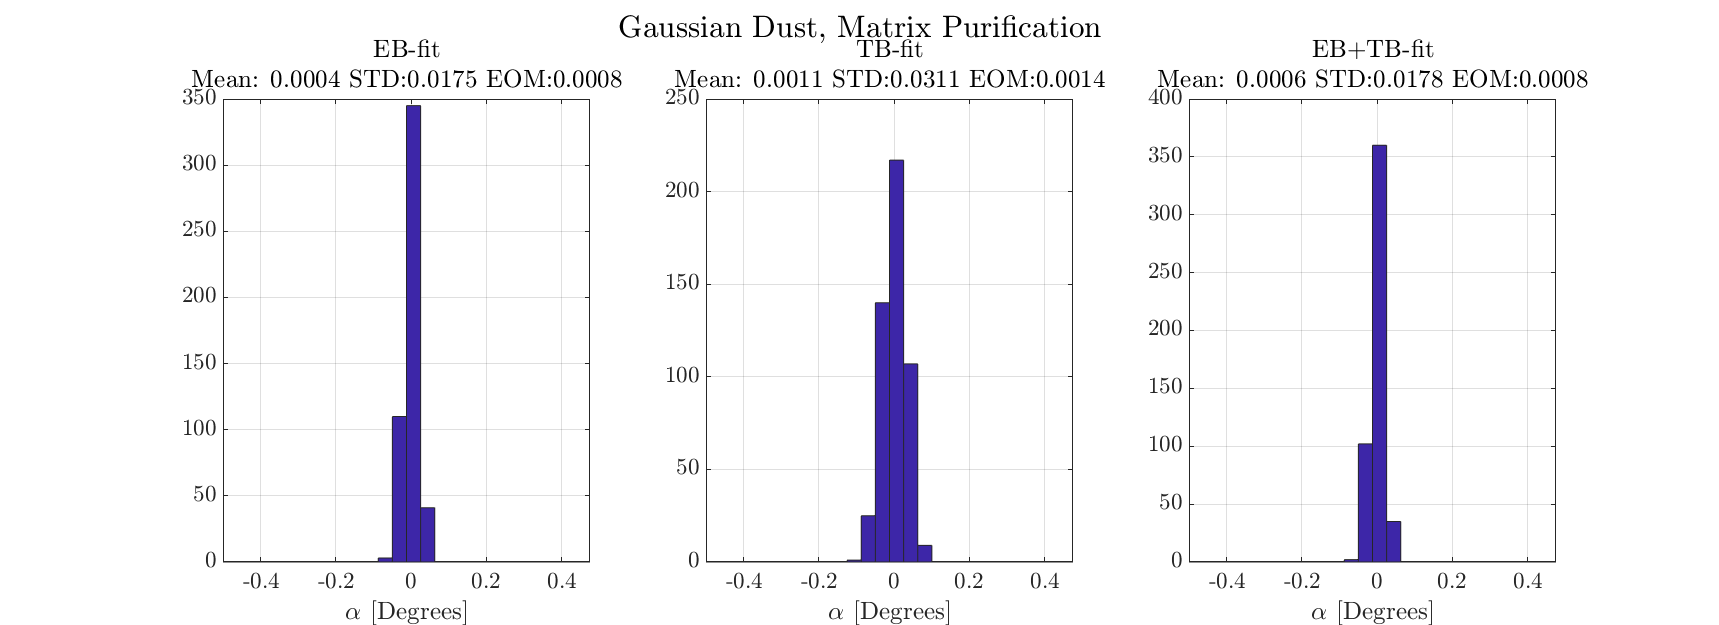 Gaussian Dust, Matrix Purification
EB-fit
Mean: 0.0004 STD:0.0175 EOM:0.0008
350
300
250
200
150
100
50
0
-0.4 -0.2 0 0.2 0.4
α [Degrees]
TB-fit
Mean: 0.0011 STD:0.0311 EOM:0.0014
250
200
150
100
50
0
-0.4 -0.2 0 0.2 0.4
α [Degrees]
EB+TB-fit
Mean: 0.0006 STD:0.0178 EOM:0.0008
400
350
300
250
200
150
100
50
0
-0.4 -0.2 0 0.2 0.4
α [Degrees]